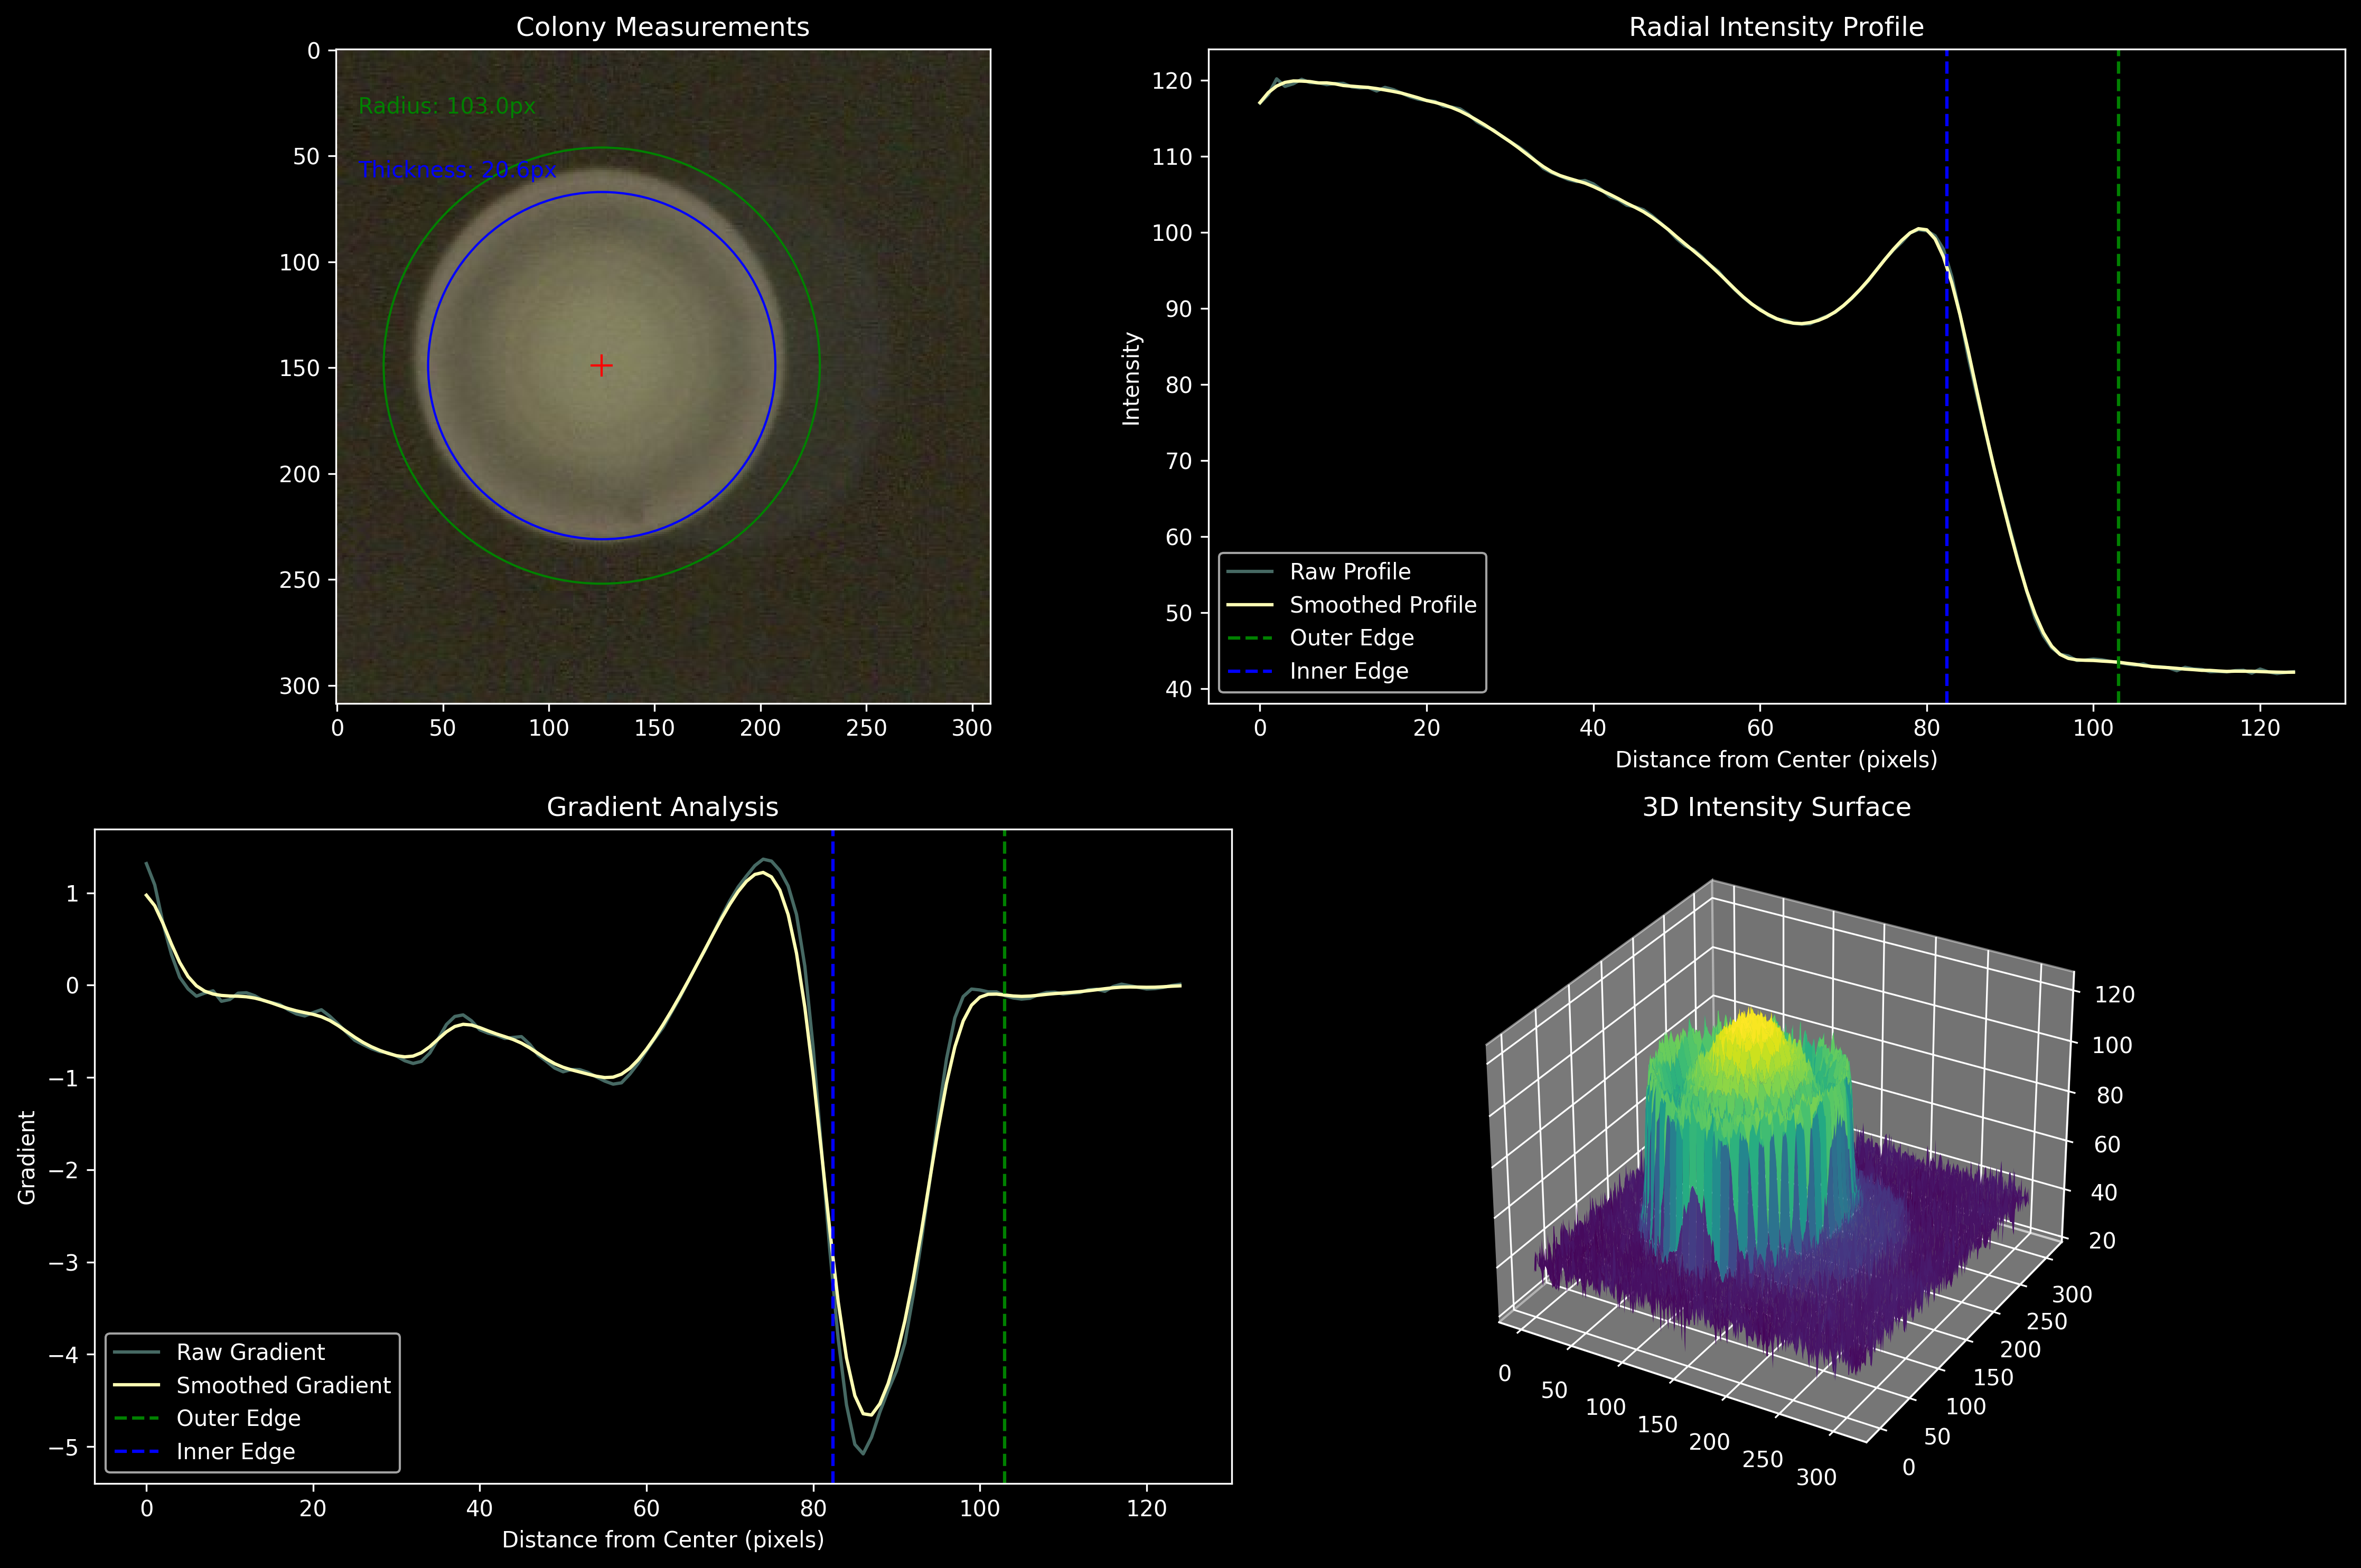 Colony Measurements
0
50
100
150
200
250
300
Radius: 103.0px
Thickness: 20.6px
0 50 100 150 200 250 300
Radial Intensity Profile
Intensity
120
110
100
90
80
70
60
50
40
Raw Profile
Smoothed Profile
Outer Edge
Inner Edge
0 20 40 60 80 100 120
Distance from Center (pixels)
Gradient Analysis
Gradient
1
0
−1
−2
−3
−4
−5
Raw Gradient
Smoothed Gradient
Outer Edge
Inner Edge
0 20 40 60 80 100 120
Distance from Center (pixels)
3D Intensity Surface
120
100
80
60
40
20
300
250
200
150
100
50
0
0 50 100 150 200 250 300